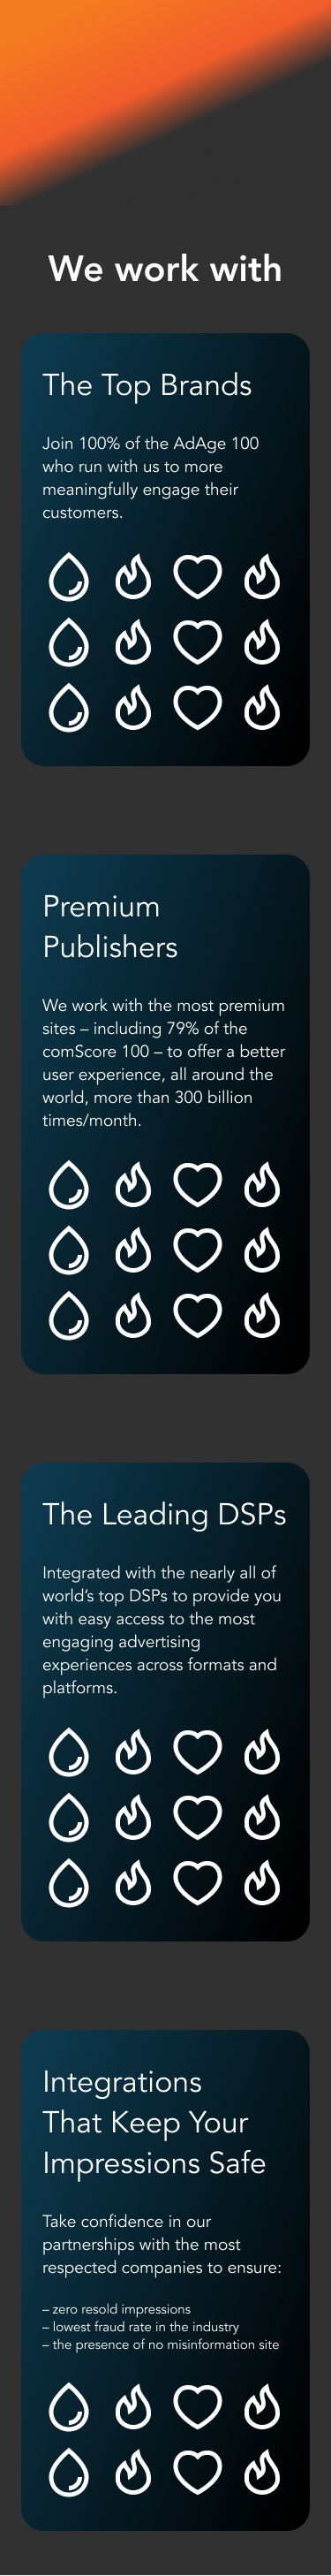 We work with
The Top Brands
Join 100% of the AdAge 100
who run with us to more
meaningfully engage their
customers.
Premium
Publishers
We work with the most premium
sites – including 79% of the
comScore 100 – to offer a better
user experience, all around the
world, more than 300 billion
times/month.
The Leading DSPs
Integrated with the nearly all of
world’s top DSPs to provide you
with easy access to the most
engaging advertising
experiences across formats and
platforms.
Integrations
That Keep Your
Impressions Safe
Take confidence in our
partnerships with the most
respected companies to ensure:
– zero resold impressions
– lowest fraud rate in the industry
– the presence of no misinformation site